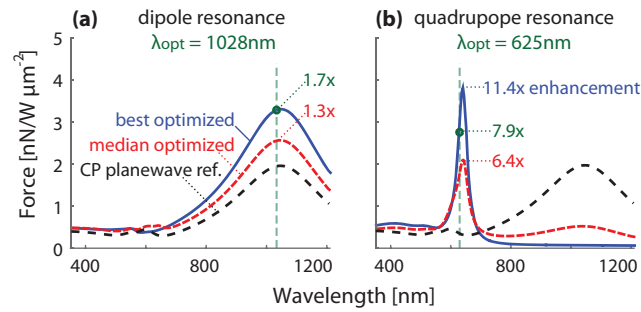 (a) dipole resonance
λopt = 1028nm
(b) quadrupope resonance
λopt = 625nm
Force [nN/W μm-2]
5
4
3
2
1
0
best optimized
median optimized
CP planewave ref.
1.7x
1.3x
11.4x enhancement
7.9x
6.4x
400 800 1200
400 800 1200
Wavelength [nm]